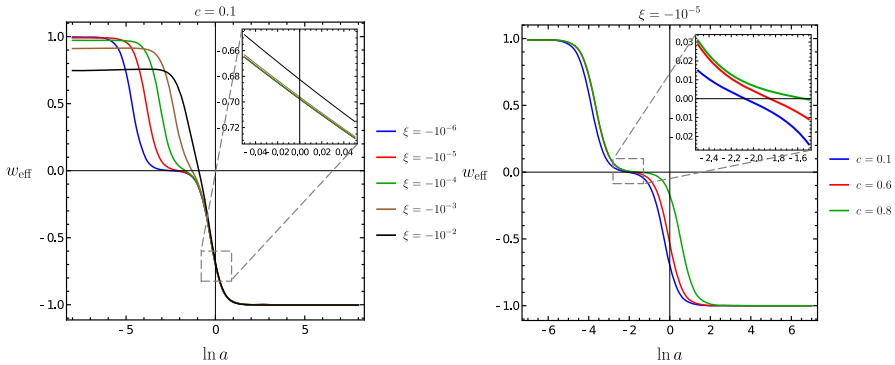 c = 0.1
1.0
0.5
0.0
-0.5
-1.0
w_eff
-5
0
5
ln a
-0.66
-0.68
-0.70
-0.72
-0.04
-0.02
0.00
0.02
0.04
ξ = −10⁻⁶
ξ = −10⁻⁵
ξ = −10⁻⁴
ξ = −10⁻³
ξ = −10⁻²
ξ = −10⁻⁵
1.0
0.5
0.0
-0.5
-1.0
w_eff
-6
-4
-2
0
2
4
6
ln a
0.03
0.02
0.01
0.00
0.01
0.02
-2,4
-2,2
-2,0
-1,8
-1,6
c = 0.1
c = 0.6
c = 0.8